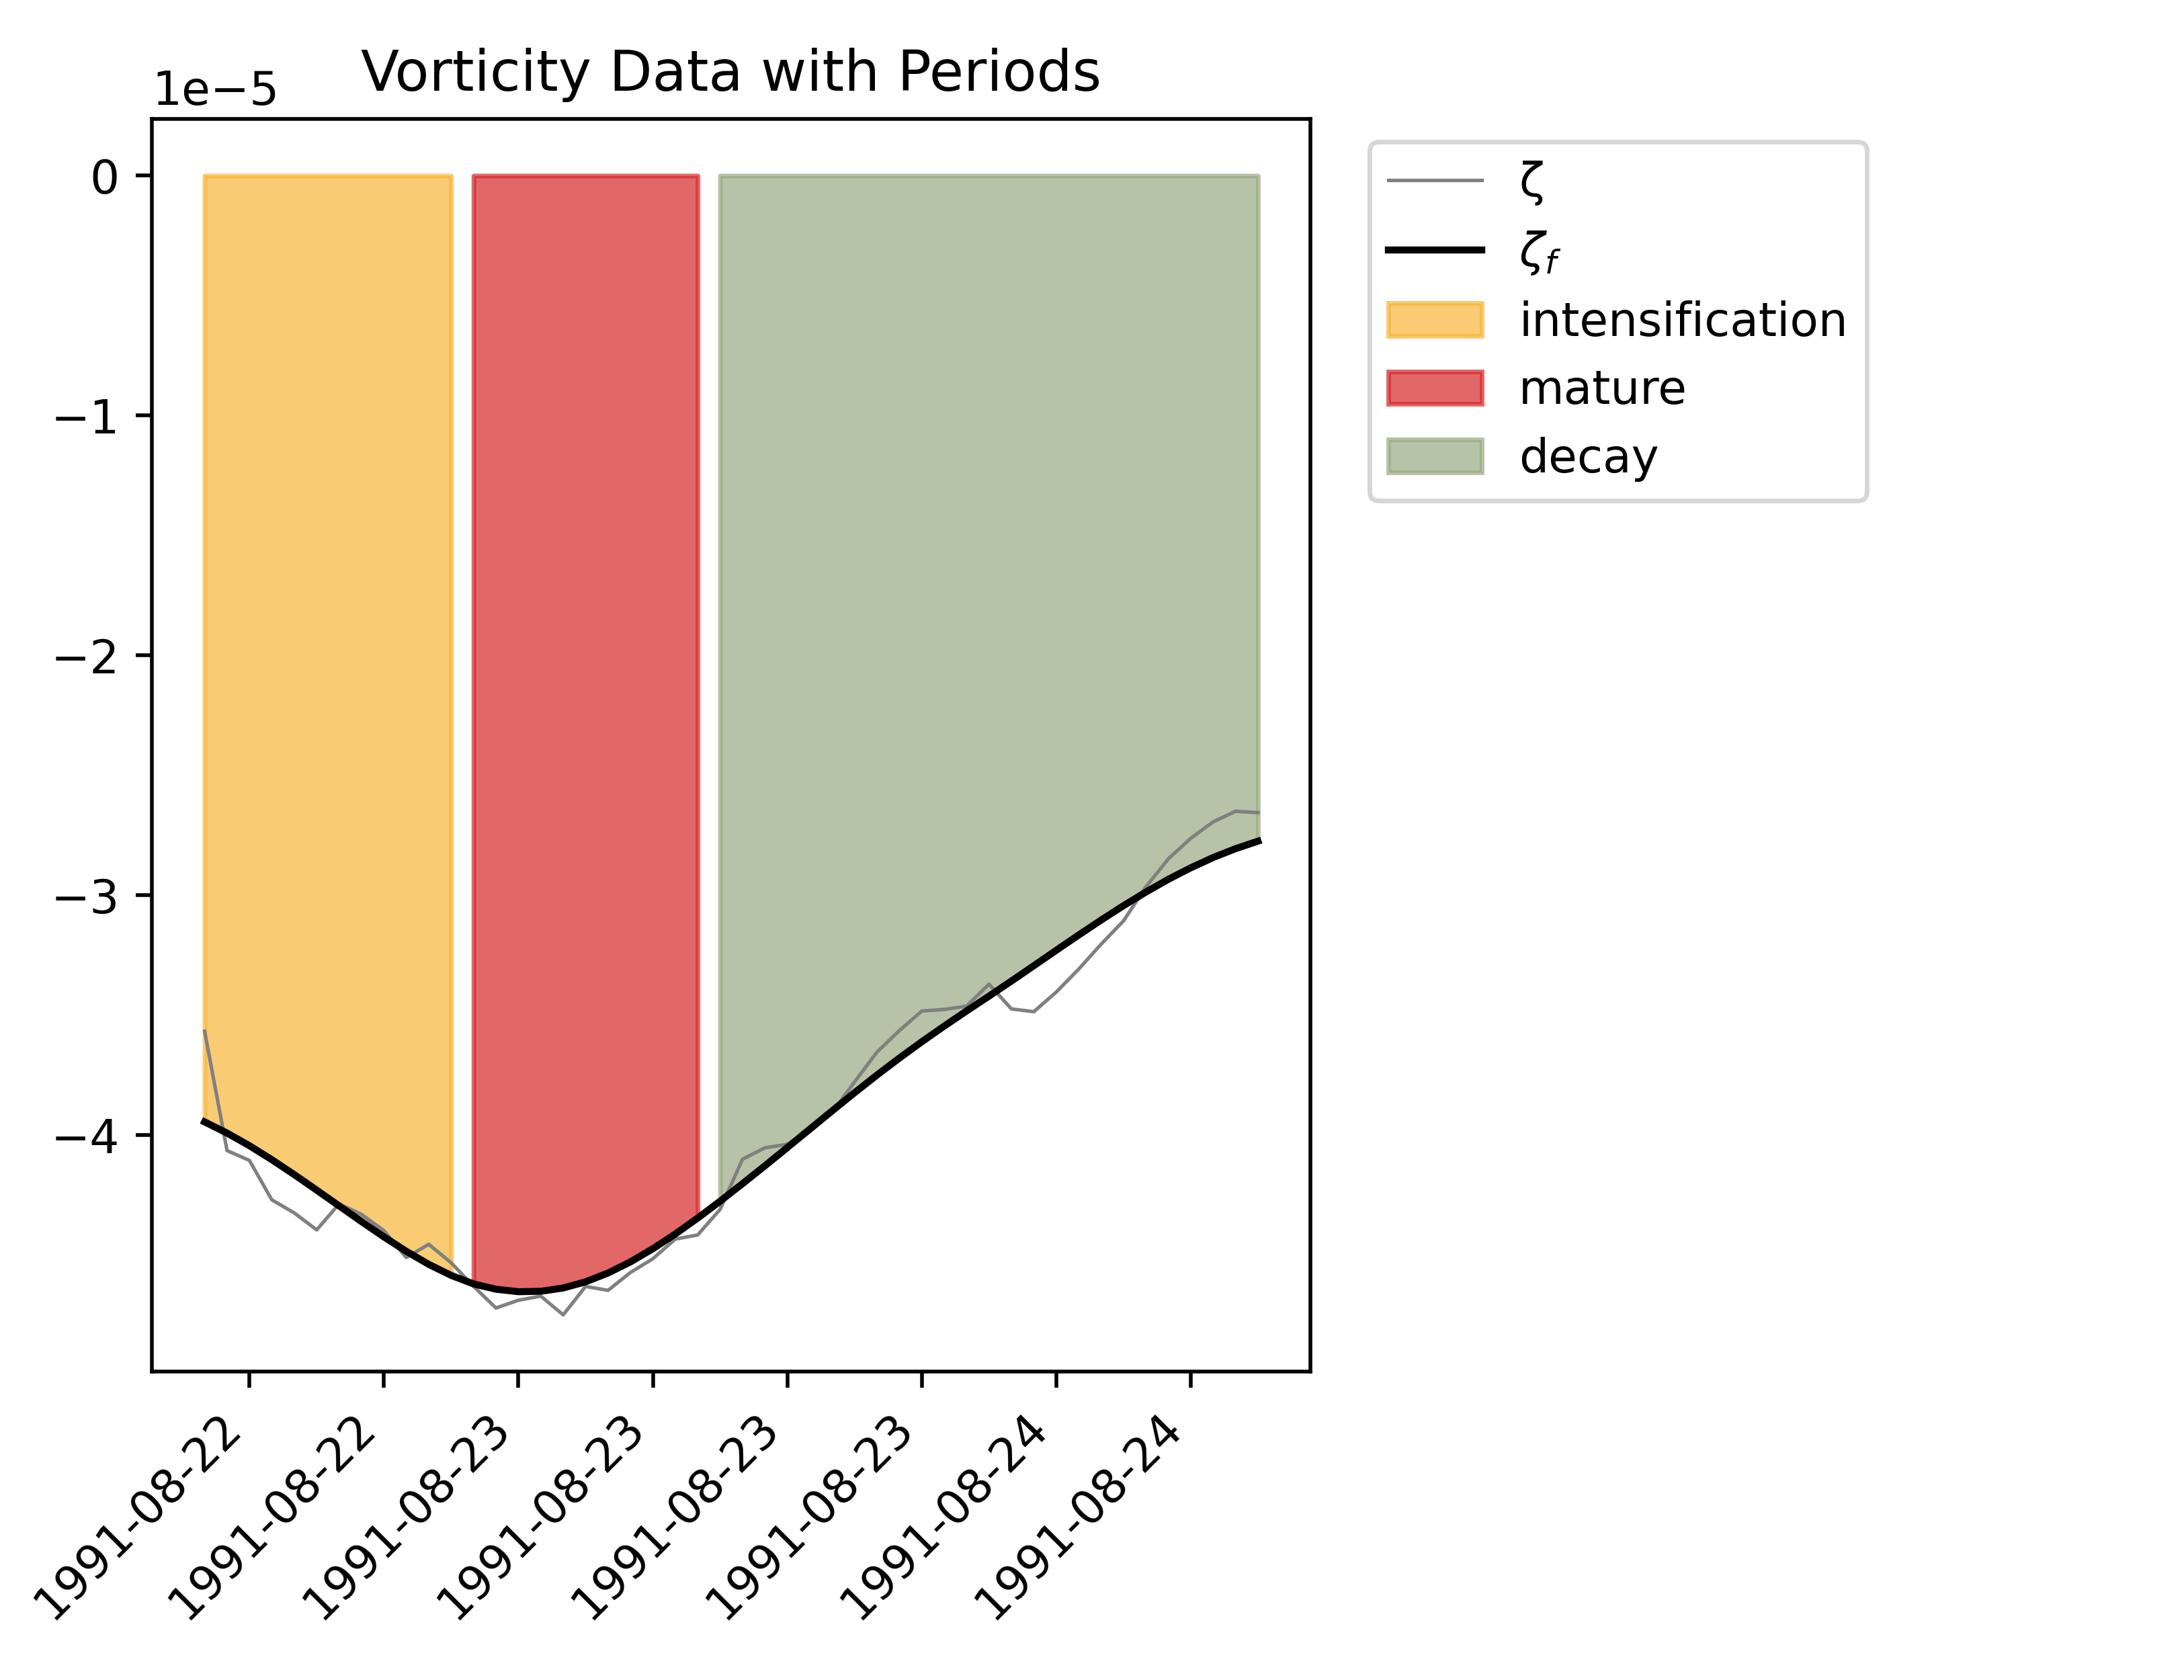 Vorticity Data with Periods
1e−5
0
−1
−2
−3
−4
1991-08-22
1991-08-22
1991-08-23
1991-08-23
1991-08-23
1991-08-23
1991-08-24
1991-08-24
ζ
ζf
intensification
mature
decay